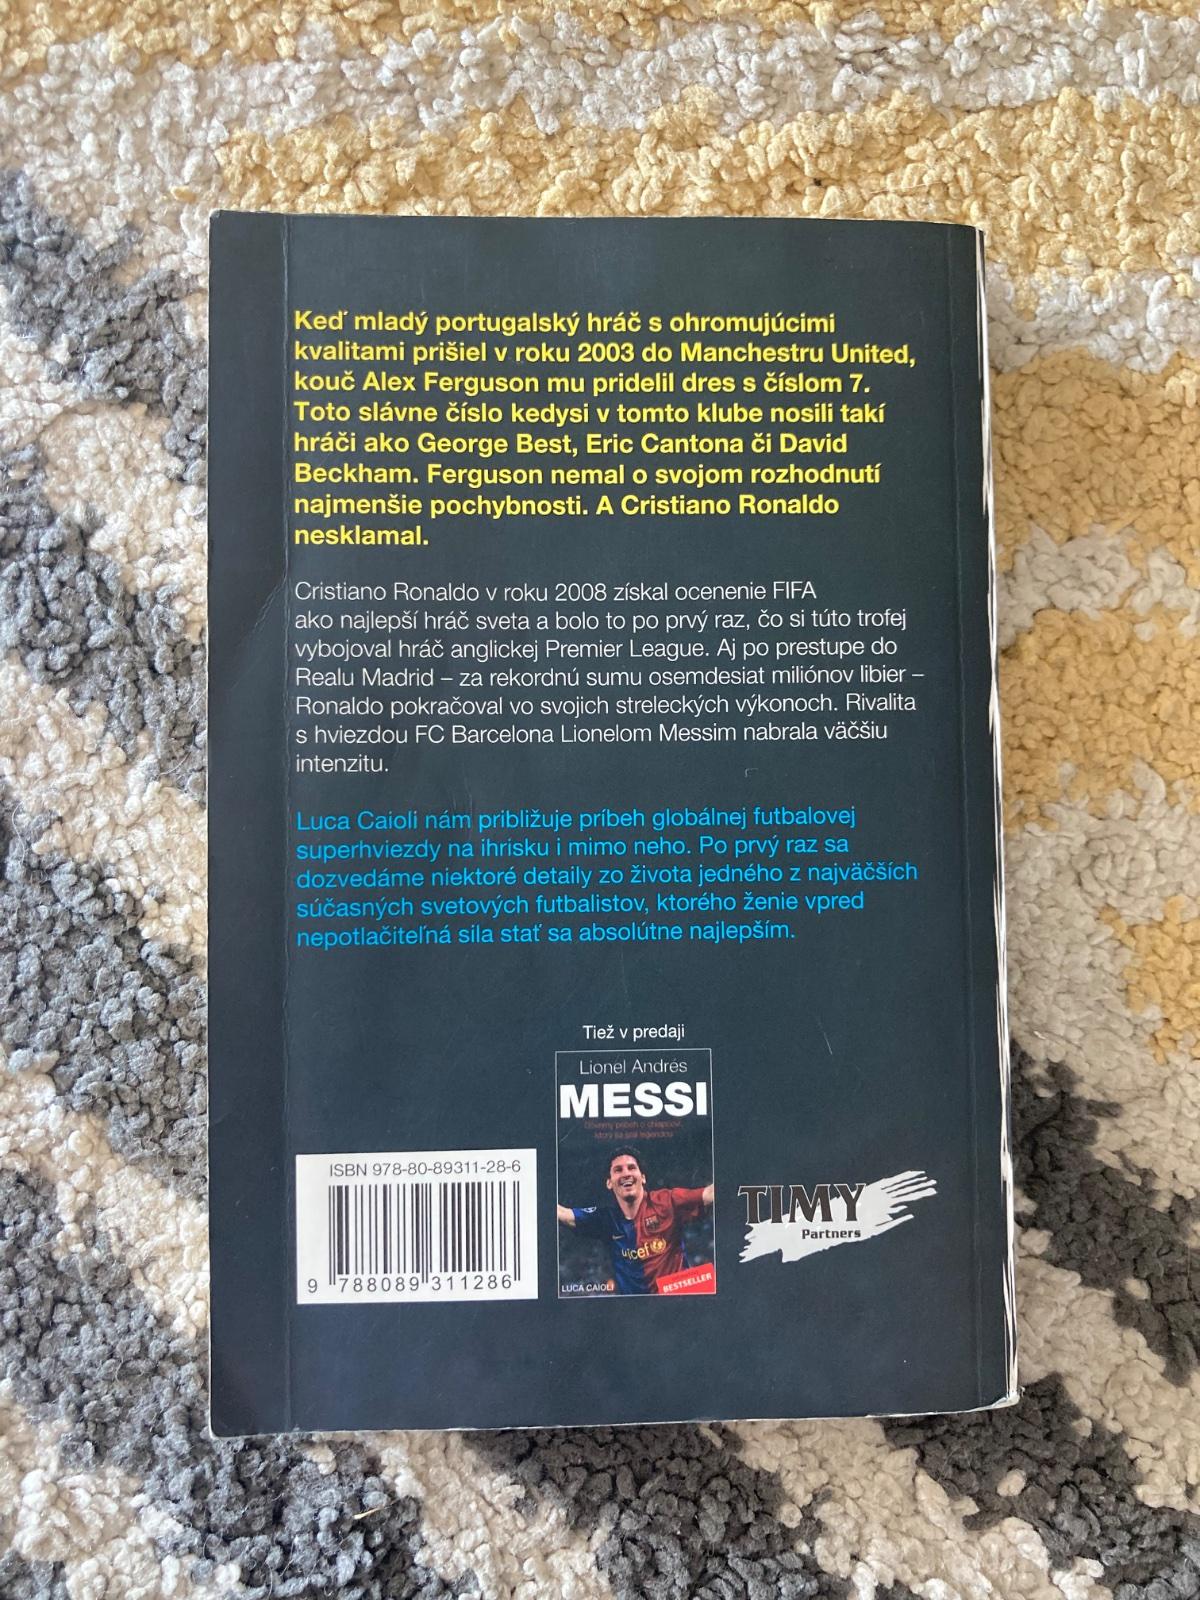 Keď mladý portugalský hráč s ohromujúcimi
kvalitami prišiel v roku 2003 do Manchestru United,
kouč Alex Ferguson mu pridelil dres s číslom 7.
Toto slávne číslo kedysi v tomto klube nosili takí
hráči ako George Best, Eric Cantona či David
Beckham. Ferguson nemal o svojom rozhodnutí
najmenšie pochybnosti. A Cristiano Ronaldo
nesklamal.
Cristiano Ronaldo v roku 2008 získal ocenenie FIFA
ako najlepší hráč sveta a bolo to po prvý raz, čo si túto trofej
vybojoval hráč anglickej Premier League. Aj po prestupe do
Realu Madrid – za rekordnú sumu osemdesiat miliónov libier –
Ronaldo pokračoval vo svojich streleckých výkonoch. Rivalita
s hviezdou FC Barcelona Lionelom Messim nabrala väčšiu
intenzitu.
Luca Caioli nám približuje príbeh globálnej futbalovej
superhviezdy na ihrisku i mimo neho. Po prvý raz sa
dozvedáme niektoré detaily zo života jedného z najväčších
súčasných svetových futbalistov, ktorého ženie vpred
nepotlačiteľná sila stať sa absolútne najlepším.
Tiež v predaji
Lionel Andrés
MESSI
Dôverný príbeh o chlapcovi,
ktorý sa stal legendou
unicef
LUCA CAIOLI
BESTSELLER
ISBN 978-80-89311-28-6
9 788089 311286
TIMY
Partners